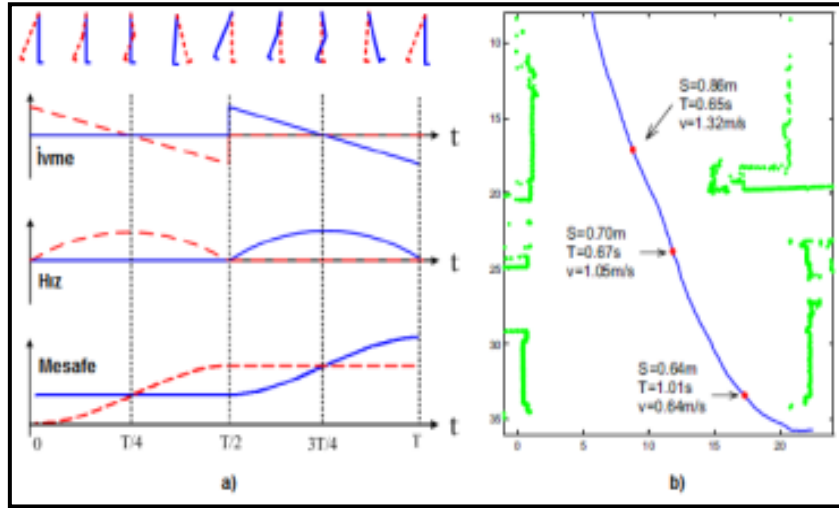 İvme
t
Hız
t
Mesafe
t
0
T/4
T/2
3T/4
T
a)
10
15
20
25
30
35
0
5
10
15
20
S=0.86m
T=0.65s
v=1.32m/s
S=0.70m
T=0.67s
v=1.05m/s
S=0.64m
T=1.01s
v=0.64m/s
b)